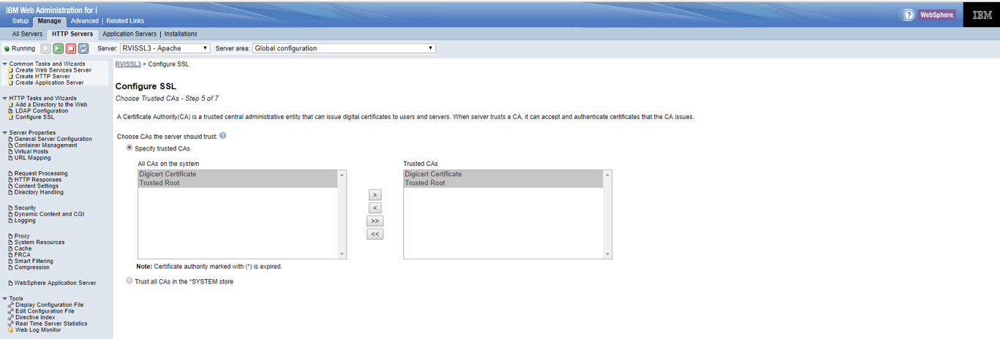 IBM Web Administration for i
Setup Manage Advanced | Related Links
? WebSphere. IBM
All Servers HTTP Servers Application Servers | Installations
Running Server: RVISSL3 - Apache Server area: Global configuration
Common Tasks and Wizards
Create Web Services Server
Create HTTP Server
Create Application Server
HTTP Tasks and Wizards
Add a Directory to the Web
LDAP Configuration
Configure SSL
Server Properties
General Server Configuration
Container Management
Virtual Hosts
URL Mapping
Request Processing
HTTP Responses
Content Settings
Directory Handling
Security
Dynamic Content and CGI
Logging
Proxy
System Resources
Cache
FRCA
Smart Filtering
Compression
WebSphere Application Server
Tools
Display Configuration File
Edit Configuration File
Directive Index
Real Time Server Statistics
Web Log Monitor
RVISSL3 > Configure SSL
Configure SSL
Choose Trusted CAs - Step 5 of 7
A Certificate Authority(CA) is a trusted central administrative entity that can issue digital certificates to users and servers. When server trusts a CA, it can accept and authenticate certificates that the CA issues.
Choose CAs the server should trust: ?
Specify trusted CAs
All CAs on the system
Digicert Certificate
Trusted Root
>
<
>>
<<
Trusted CAs
Digicert Certificate
Trusted Root
Note: Certificate authority marked with (*) is expired.
Trust all CAs in the *SYSTEM store